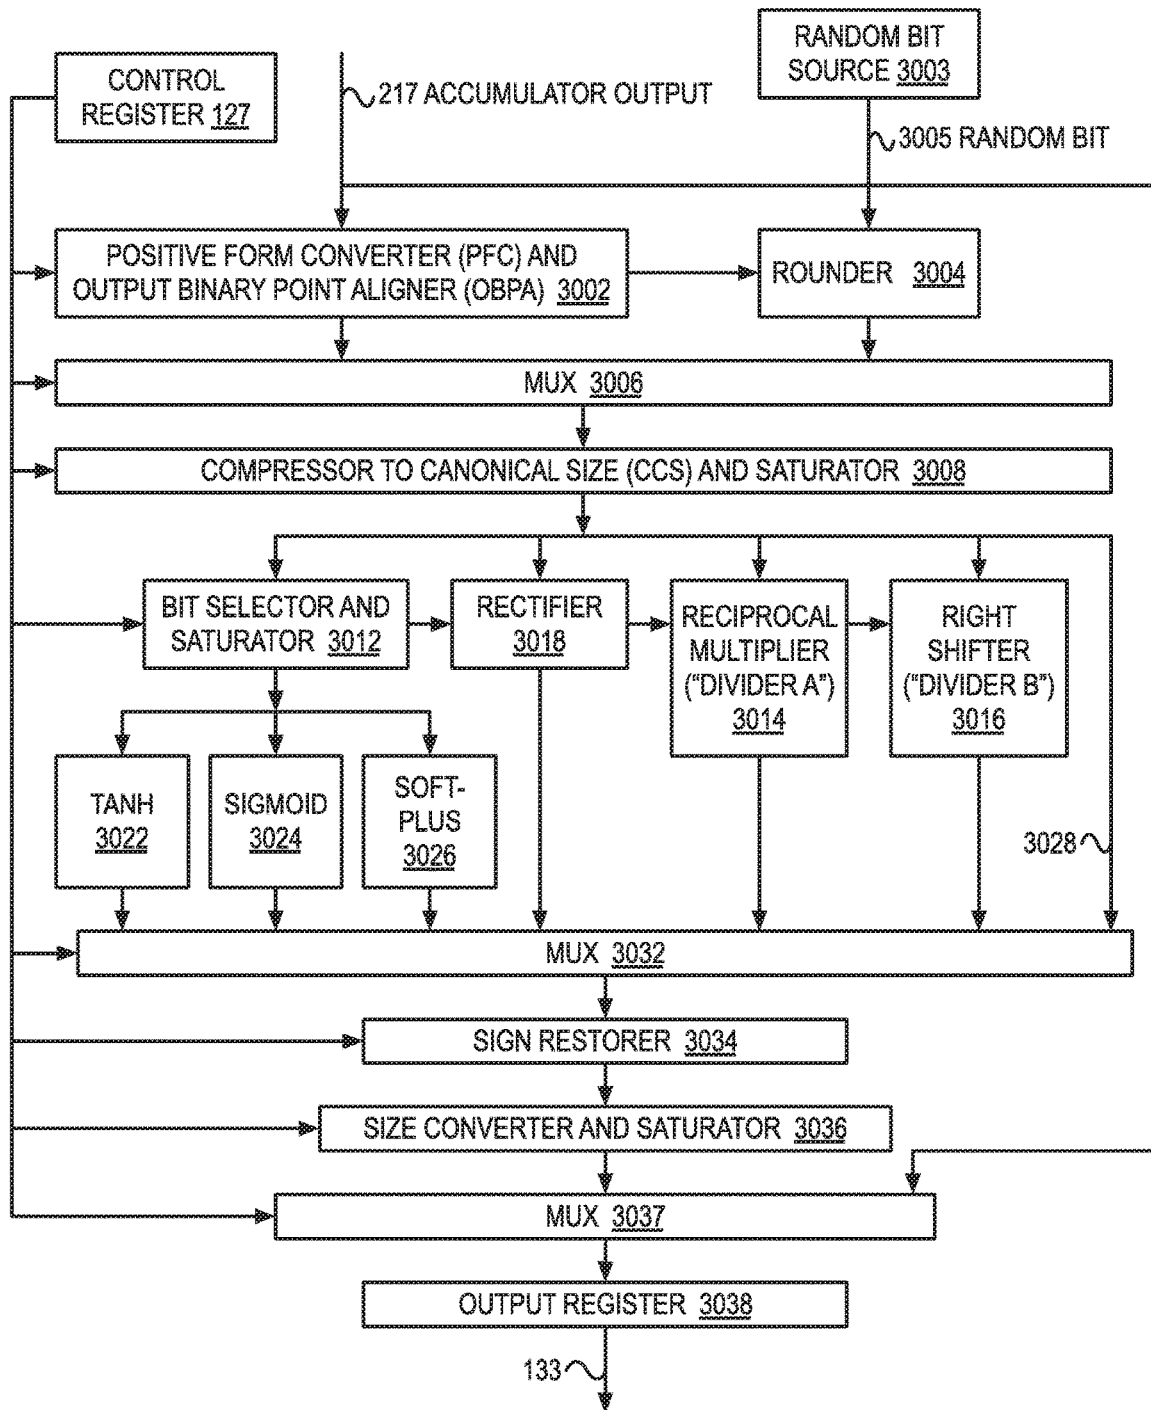 RANDOM BIT
SOURCE 3003
CONTROL
REGISTER 127
217 ACCUMULATOR OUTPUT
3005 RANDOM BIT
POSITIVE FORM CONVERTER (PFC) AND
OUTPUT BINARY POINT ALIGNER (OBPA) 3002
ROUNDER 3004
MUX 3006
COMPRESSOR TO CANONICAL SIZE (CCS) AND SATURATOR 3008
BIT SELECTOR AND
SATURATOR 3012
RECTIFIER
3018
RECIPROCAL
MULTIPLIER
("DIVIDER A")
3014
RIGHT
SHIFTER
("DIVIDER B")
3016
TANH
3022
SIGMOID
3024
SOFT-
PLUS
3026
3028
MUX 3032
SIGN RESTORER 3034
SIZE CONVERTER AND SATURATOR 3036
MUX 3037
OUTPUT REGISTER 3038
133